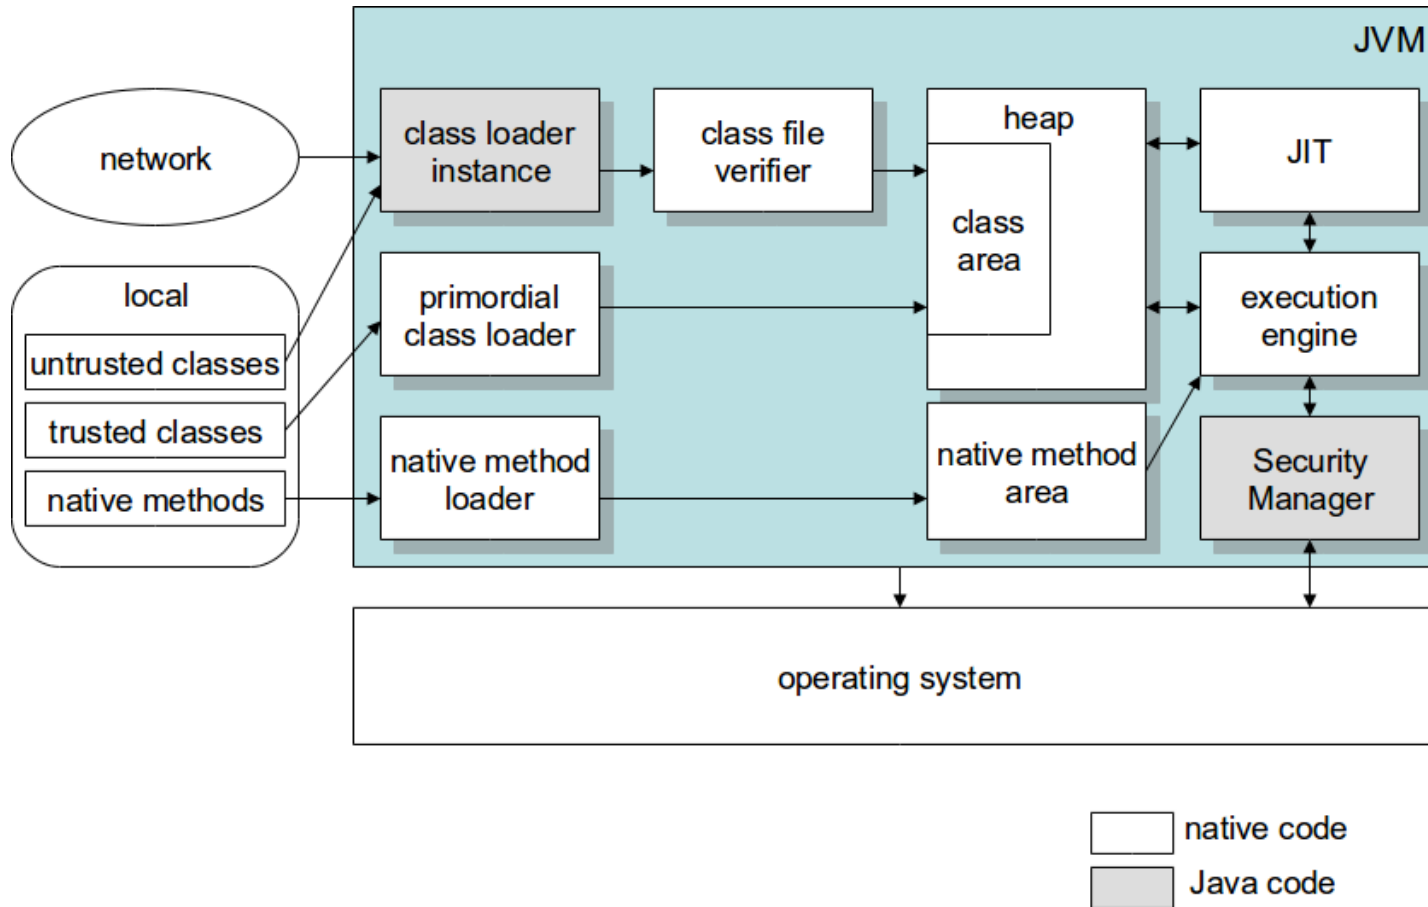 JVM
network
class loader
instance
class file
verifier
heap
class
area
JIT
local
untrusted classes
trusted classes
native methods
primordial
class loader
execution
engine
native method
loader
native method
area
Security
Manager
operating system
native code
Java code